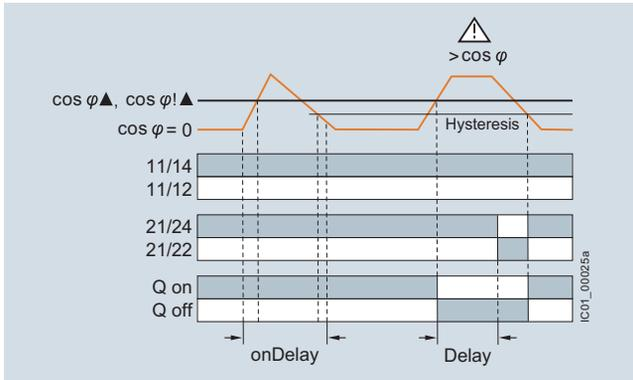 > cos φ
cos φ▲, cos φ!▲
Hysteresis
cos φ = 0
11/14
11/12
21/24
21/22
Q on
Q off
onDelay
Delay
IC01_00025a